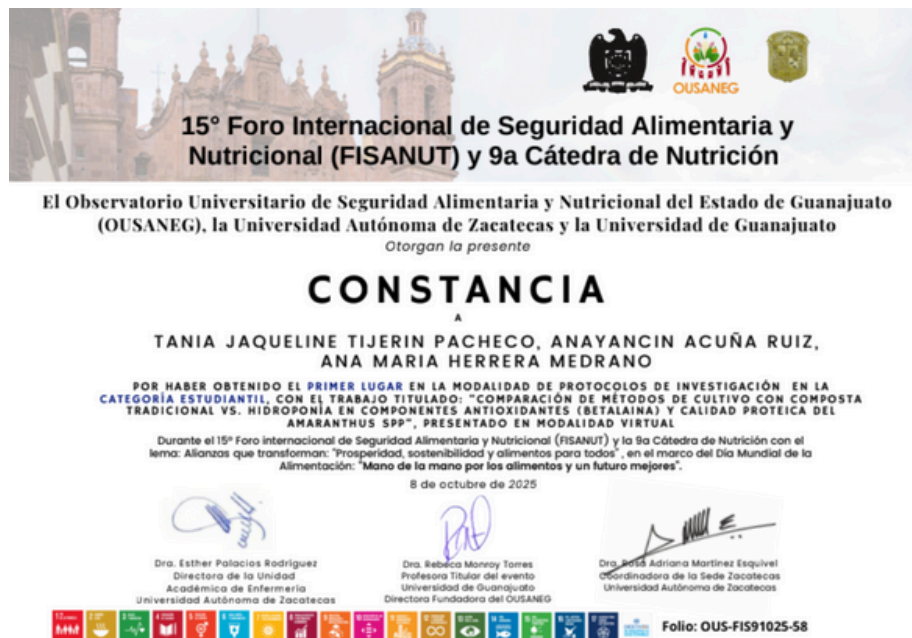 OUSANEG
15° Foro Internacional de Seguridad Alimentaria y
Nutricional (FISANUT) y 9a Cátedra de Nutrición
El Observatorio Universitario de Seguridad Alimentaria y Nutricional del Estado de Guanajuato
(OUSANEG), la Universidad Autónoma de Zacatecas y la Universidad de Guanajuato
Otorgan la presente
CONSTANCIA
A
TANIA JAQUELINE TIJERIN PACHECO, ANAYANCIN ACUÑA RUIZ,
ANA MARIA HERRERA MEDRANO
POR HABER OBTENIDO EL PRIMER LUGAR EN LA MODALIDAD DE PROTOCOLOS DE INVESTIGACIÓN EN LA
CATEGORÍA ESTUDIANTIL, CON EL TRABAJO TITULADO: "COMPARACIÓN DE MÉTODOS DE CULTIVO CON COMPOSTA
TRADICIONAL VS. HIDROPONÍA EN COMPONENTES ANTIOXIDANTES (BETALAINA) Y CALIDAD PROTEICA DEL
AMARANTHUS SPP", PRESENTADO EN MODALIDAD VIRTUAL
Durante el 15° Foro internacional de Seguridad Alimentaria y Nutricional (FISANUT) y la 9a Cátedra de Nutrición con el
lema: Alianzas que transforman: "Prosperidad, sostenibilidad y alimentos para todos" , en el marco del Día Mundial de la
Alimentación: "Mano de la mano por los alimentos y un futuro mejores".
8 de octubre de 2025
Dra. Esther Palacios Rodríguez
Directora de la Unidad
Académica de Enfermería
Universidad Autónoma de Zacatecas
Dra. Rebeca Monroy Torres
Profesora Titular del evento
Universidad de Guanajuato
Directora Fundadora del OUSANEG
Dra. Rosa Adriana Martínez Esquivel
Coordinadora de la Sede Zacatecas
Universidad Autónoma de Zacatecas
Folio: OUS-FIS91025-58